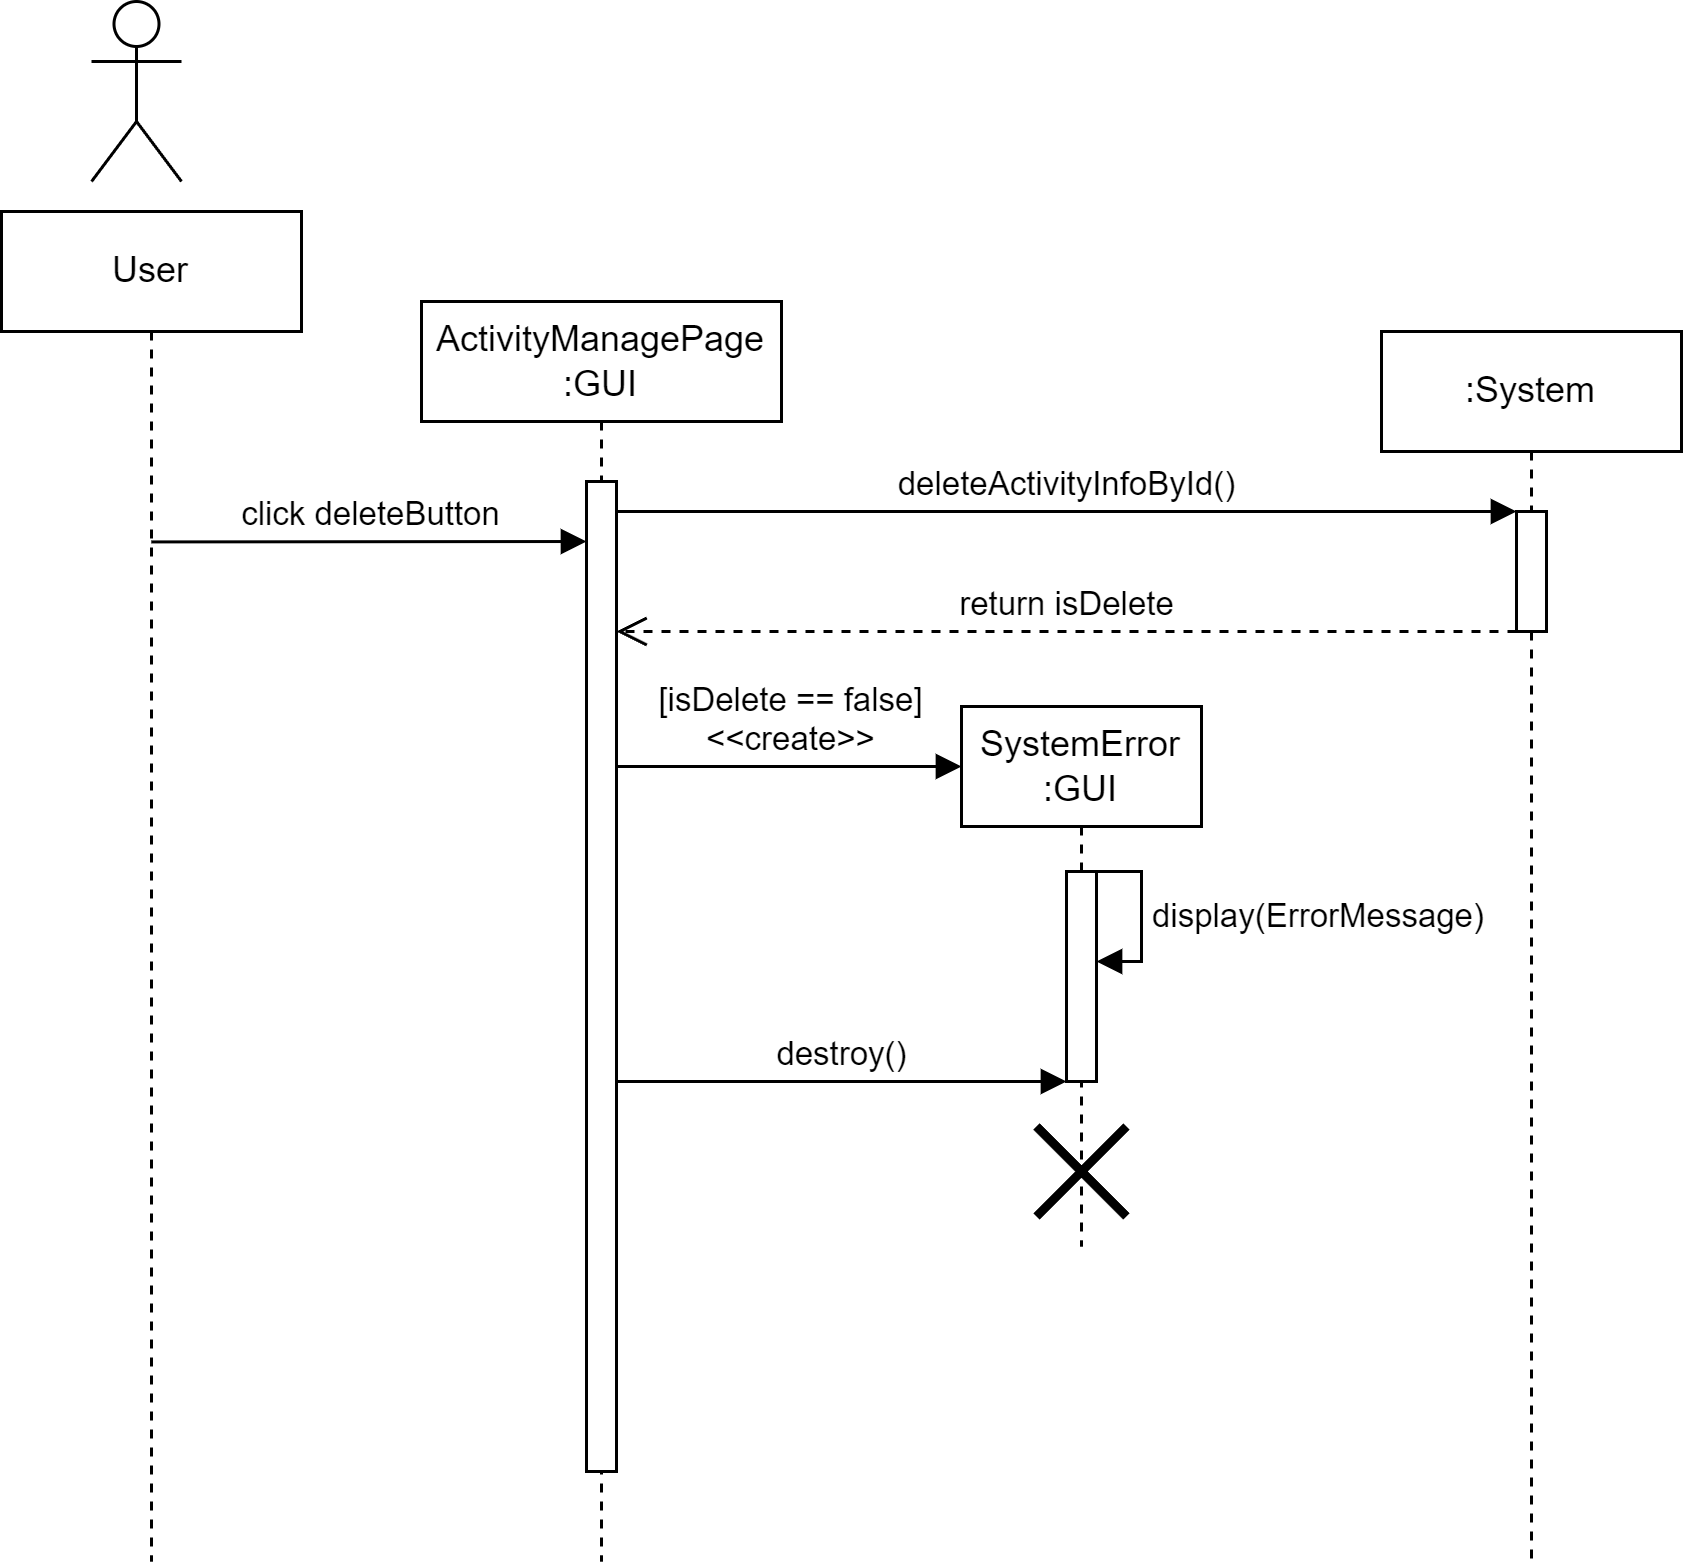 User
ActivityManagePage
:GUI
:System
deleteActivityInfoById()
click deleteButton
return isDelete
[isDelete == false]
<<create>>
SystemError
:GUI
display(ErrorMessage)
destroy()